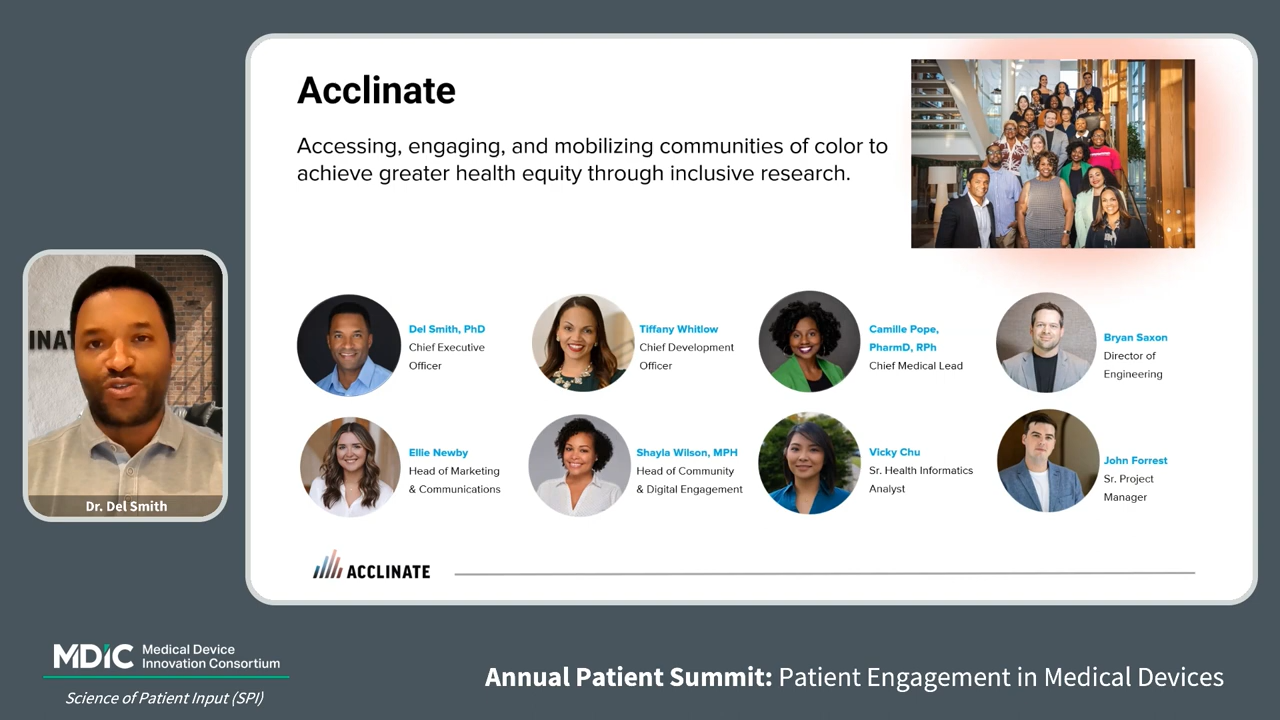 Acclinate
Accessing, engaging, and mobilizing communities of color to
achieve greater health equity through inclusive research.
Del Smith, PhD
Chief Executive
Officer
Tiffany Whitlow
Chief Development
Officer
Camille Pope,
PharmD, RPh
Chief Medical Lead
Bryan Saxon
Director of
Engineering
Ellie Newby
Head of Marketing
& Communications
Shayla Wilson, MPH
Head of Community
& Digital Engagement
Vicky Chu
Sr. Health Informatics
Analyst
John Forrest
Sr. Project
Manager
ACCLINATE
INAT
Dr. Del Smith
MDIC
Medical Device
Innovation Consortium
Science of Patient Input (SPI)
Annual Patient Summit: Patient Engagement in Medical Devices